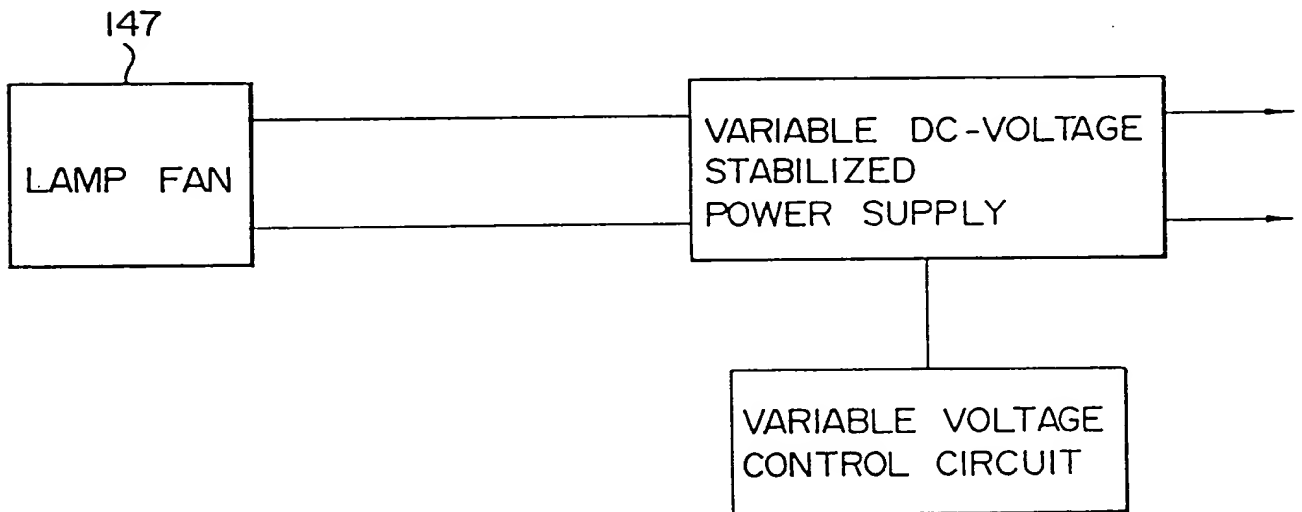 147
LAMP FAN
VARIABLE DC-VOLTAGE
STABILIZED
POWER SUPPLY
VARIABLE VOLTAGE
CONTROL CIRCUIT